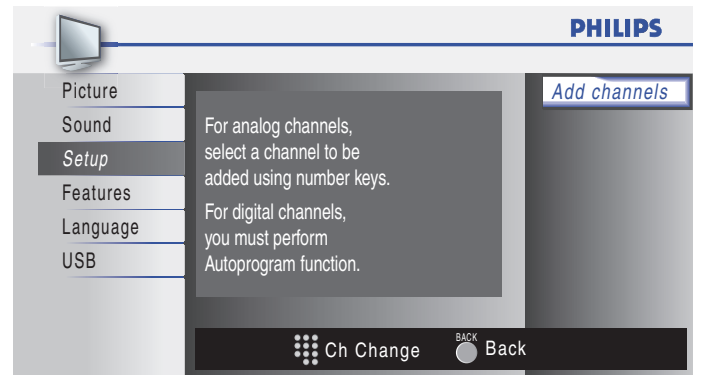 PHILIPS
Picture
Sound
Setup
Features
Language
USB
For analog channels,
select a channel to be
added using number keys.
For digital channels,
you must perform
Autoprogram function.
Add channels
Ch Change
BACK
Back